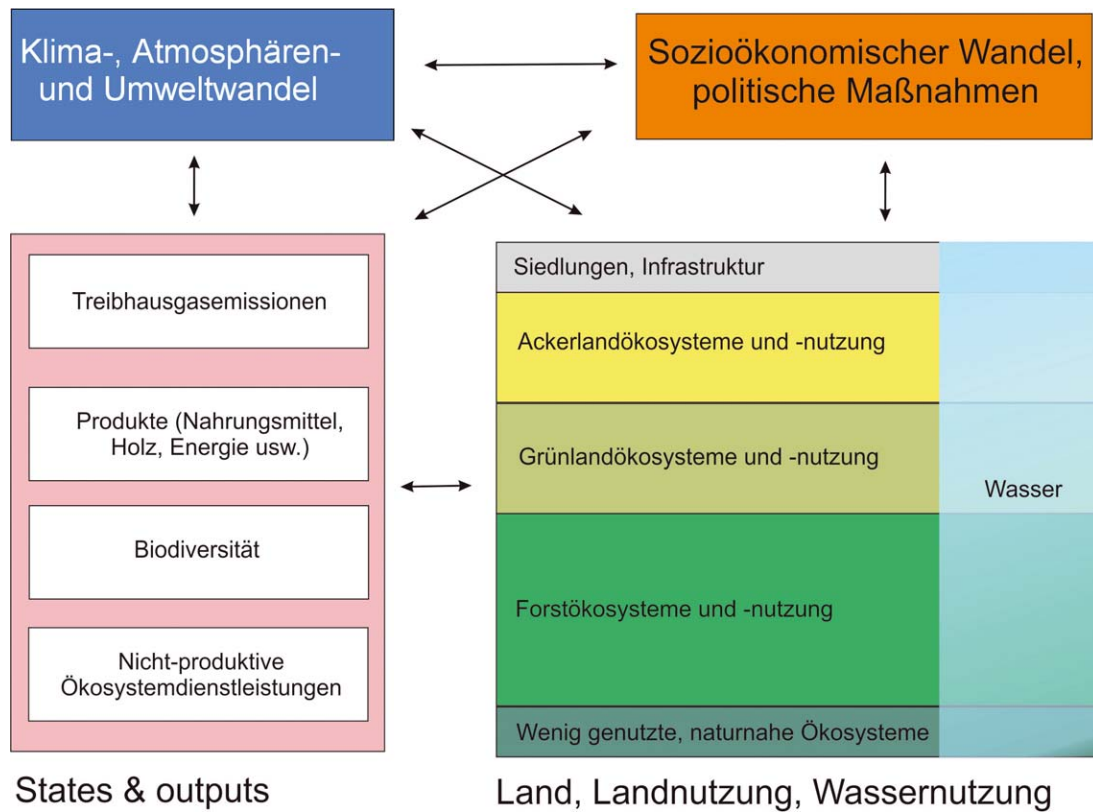 Klima-, Atmosphären-
und Umweltwandel
Sozioökonomischer Wandel,
politische Maßnahmen
Treibhausgasemissionen
Produkte (Nahrungsmittel,
Holz, Energie usw.)
Biodiversität
Nicht-produktive
Ökosystemdienstleistungen
States & outputs
Siedlungen, Infrastruktur
Ackerlandökosysteme und -nutzung
Grünlandökosysteme und -nutzung
Wasser
Forstökosysteme und -nutzung
Wenig genutzte, naturnahe Ökosysteme
Land, Landnutzung, Wassernutzung